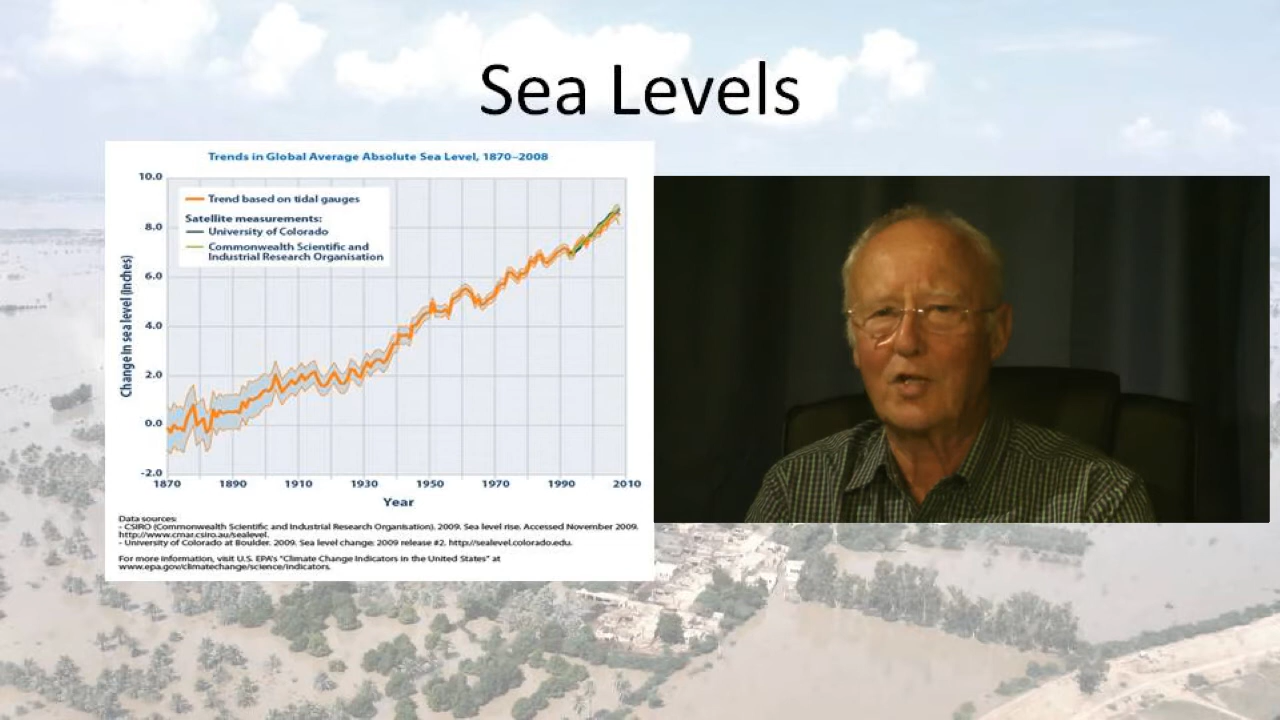 Sea Levels
Trends in Global Average Absolute Sea Level, 1870–2008
10.0
8.0
6.0
4.0
2.0
0.0
-2.0
Change in sea level (inches)
Trend based on tidal gauges
Satellite measurements:
University of Colorado
Commonwealth Scientific and
Industrial Research Organisation
1870 1890 1910 1930 1950 1970 1990 2010
Year
Data sources:
- CSIRO (Commonwealth Scientific and Industrial Research Organisation). 2009. Sea level rise. Accessed November 2009.
http://www.cmar.csiro.au/sealevel.
- University of Colorado at Boulder. 2009. Sea level change: 2009 release #2. http://sealevel.colorado.edu.
For more information, visit U.S. EPA's "Climate Change Indicators in the United States" at
www.epa.gov/climatechange/science/indicators.